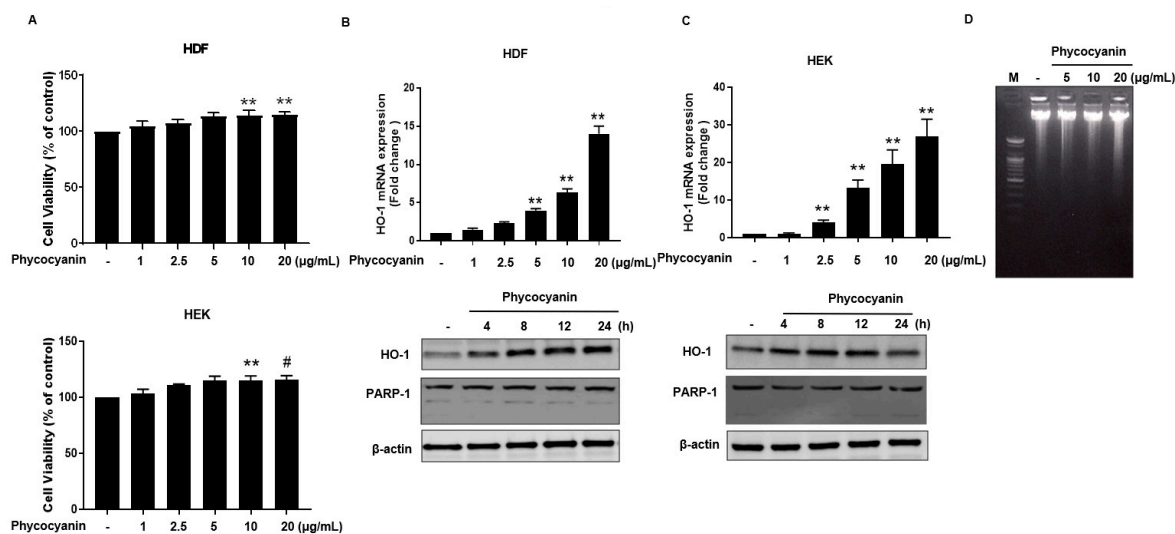 A
HDF
Cell Viability (% of control)
150
100
50
0
** **
Phycocyanin - 1 2.5 5 10 20 (µg/mL)
HEK
Cell Viability (% of control)
150
100
50
0
** #
Phycocyanin - 1 2.5 5 10 20 (µg/mL)
B
HDF
HO-1 mRNA expression
(Fold change )
20
15
10
5
0
** ** **
Phycocyanin - 1 2.5 5 10 20 (µg/mL)
Phycocyanin
- 4 8 12 24 (h)
HO-1
PARP-1
β-actin
C
HEK
HO-1 mRNA expression
(Fold change )
40
30
20
10
0
** ** ** **
Phycocyanin - 1 2.5 5 10 20 (µg/mL)
Phycocyanin
- 4 8 12 24 (h)
HO-1
PARP-1
β-actin
D
Phycocyanin
M - 5 10 20 (µg/mL)